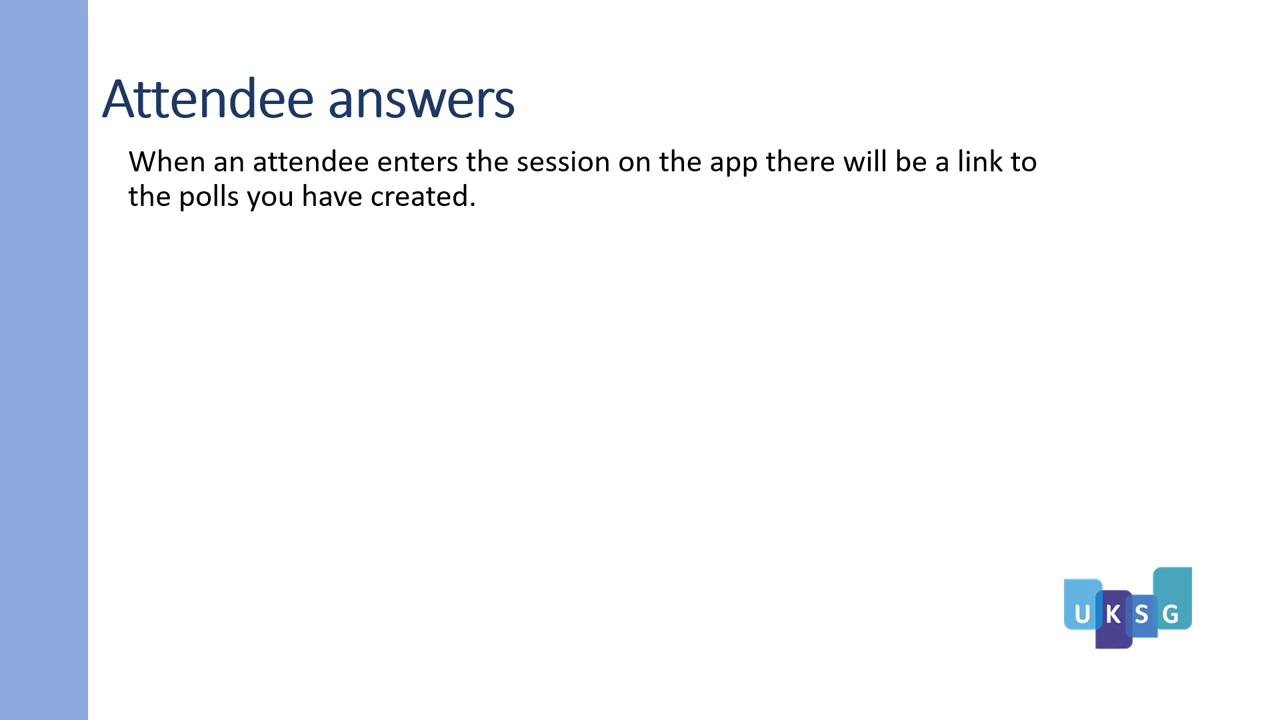 Attendee answers
When an attendee enters the session on the app there will be a link to
the polls you have created.
UKSG